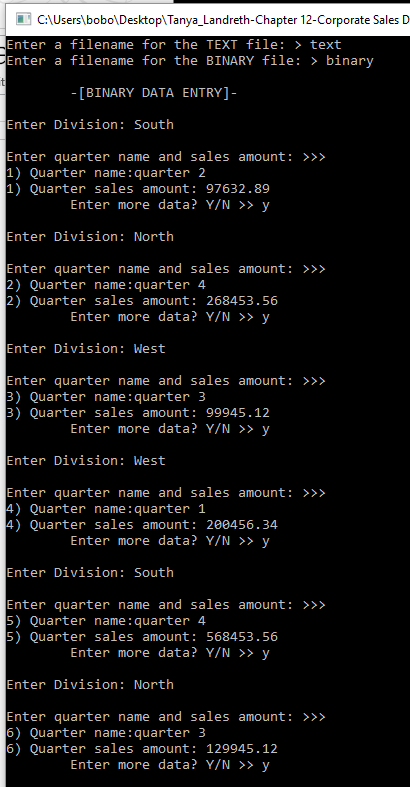 C:\Users\bobo\Desktop\Tanya_Landreth-Chapter 12-Corporate Sales D
Enter a filename for the TEXT file: > text
Enter a filename for the BINARY file: > binary
-[BINARY DATA ENTRY]-
Enter Division: South
Enter quarter name and sales amount: >>>
1) Quarter name:quarter 2
1) Quarter sales amount: 97632.89
Enter more data? Y/N >> y
Enter Division: North
Enter quarter name and sales amount: >>>
2) Quarter name:quarter 4
2) Quarter sales amount: 268453.56
Enter more data? Y/N >> y
Enter Division: West
Enter quarter name and sales amount: >>>
3) Quarter name:quarter 3
3) Quarter sales amount: 99945.12
Enter more data? Y/N >> y
Enter Division: West
Enter quarter name and sales amount: >>>
4) Quarter name:quarter 1
4) Quarter sales amount: 200456.34
Enter more data? Y/N >> y
Enter Division: South
Enter quarter name and sales amount: >>>
5) Quarter name:quarter 4
5) Quarter sales amount: 568453.56
Enter more data? Y/N >> y
Enter Division: North
Enter quarter name and sales amount: >>>
6) Quarter name:quarter 3
6) Quarter sales amount: 129945.12
Enter more data? Y/N >> y